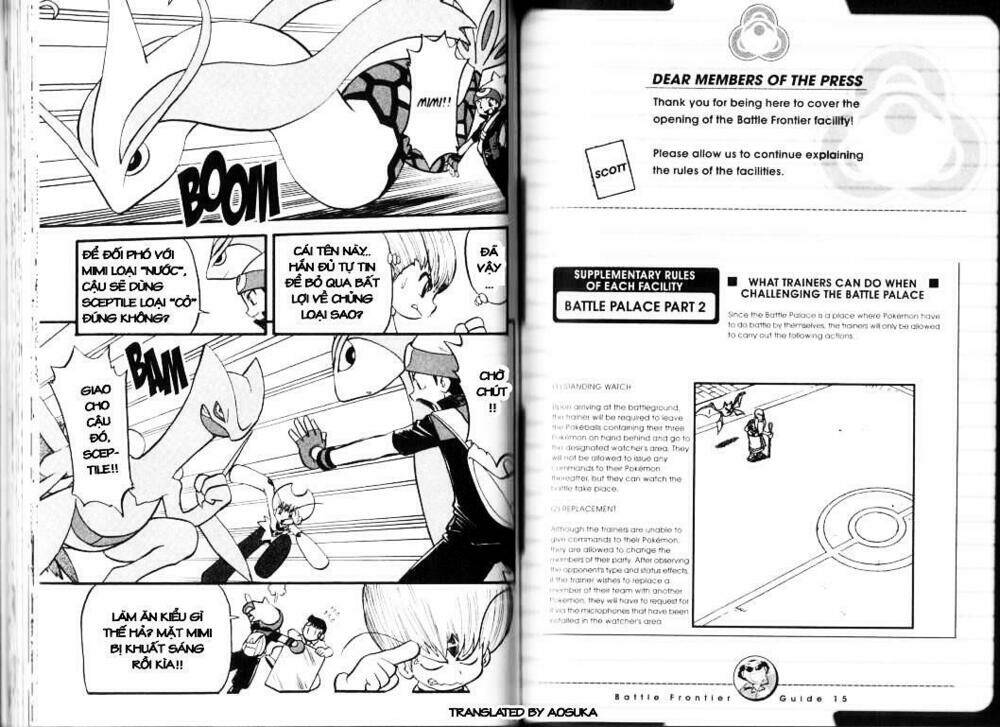 MIMI!!
BOOM
ĐÃ
VẬY
...
CÁI TÊN NÀY...
HẮN ĐỦ TỰ TIN
ĐỂ BỎ QUA BẤT
LỢI VỀ CHỦNG
LOẠI SAO?
ĐỂ ĐỐI PHÓ VỚI
MIMI LOẠI "NƯỚC",
CẬU SẼ DÙNG
SCEPTILE LOẠI "CỎ"
ĐÚNG KHÔNG?
CHỜ
CHÚT
!!
BAM
GIAO
CHO
CẬU
ĐÓ,
SCEP-
TILE!!
LÀM ĂN KIỂU GÌ
THẾ HẢ? MẶT MIMI
BỊ KHUẤT SÁNG
RỒI KÌA!!
DEAR MEMBERS OF THE PRESS
Thank you for being here to cover the
opening of the Battle Frontier facility!
SCOTT
Please allow us to continue explaining
the rules of the facilities.
SUPPLEMENTARY RULES
OF EACH FACILITY
BATTLE PALACE PART 2
■ WHAT TRAINERS CAN DO WHEN ■
CHALLENGING THE BATTLE PALACE
Since the Battle Palace is a place where Pokémon have
to do battle by themselves, the trainers will only be allowed
to carry out the following actions.
(1) STANDING WATCH
Upon arriving at the battleground,
the trainer will be required to leave
the Pokéballs containing their three
Pokémon on hand behind and go to
the designated watcher's area. They
will not be allowed to issue any
commands to their Pokémon
thereafter, but they can watch the
battle take place.
(2) REPLACEMENT
Although the trainers are unable to
give commands to their Pokémon,
they are allowed to change the
members of their party. After observing
the opponent's type and status effects,
if the trainer wishes to replace a
member of their team with another
Pokémon, they will have to request for
it via the microphones that have been
installed in the watcher's area
Battle Frontier Guide 15
TRANSLATED BY AOSUKA